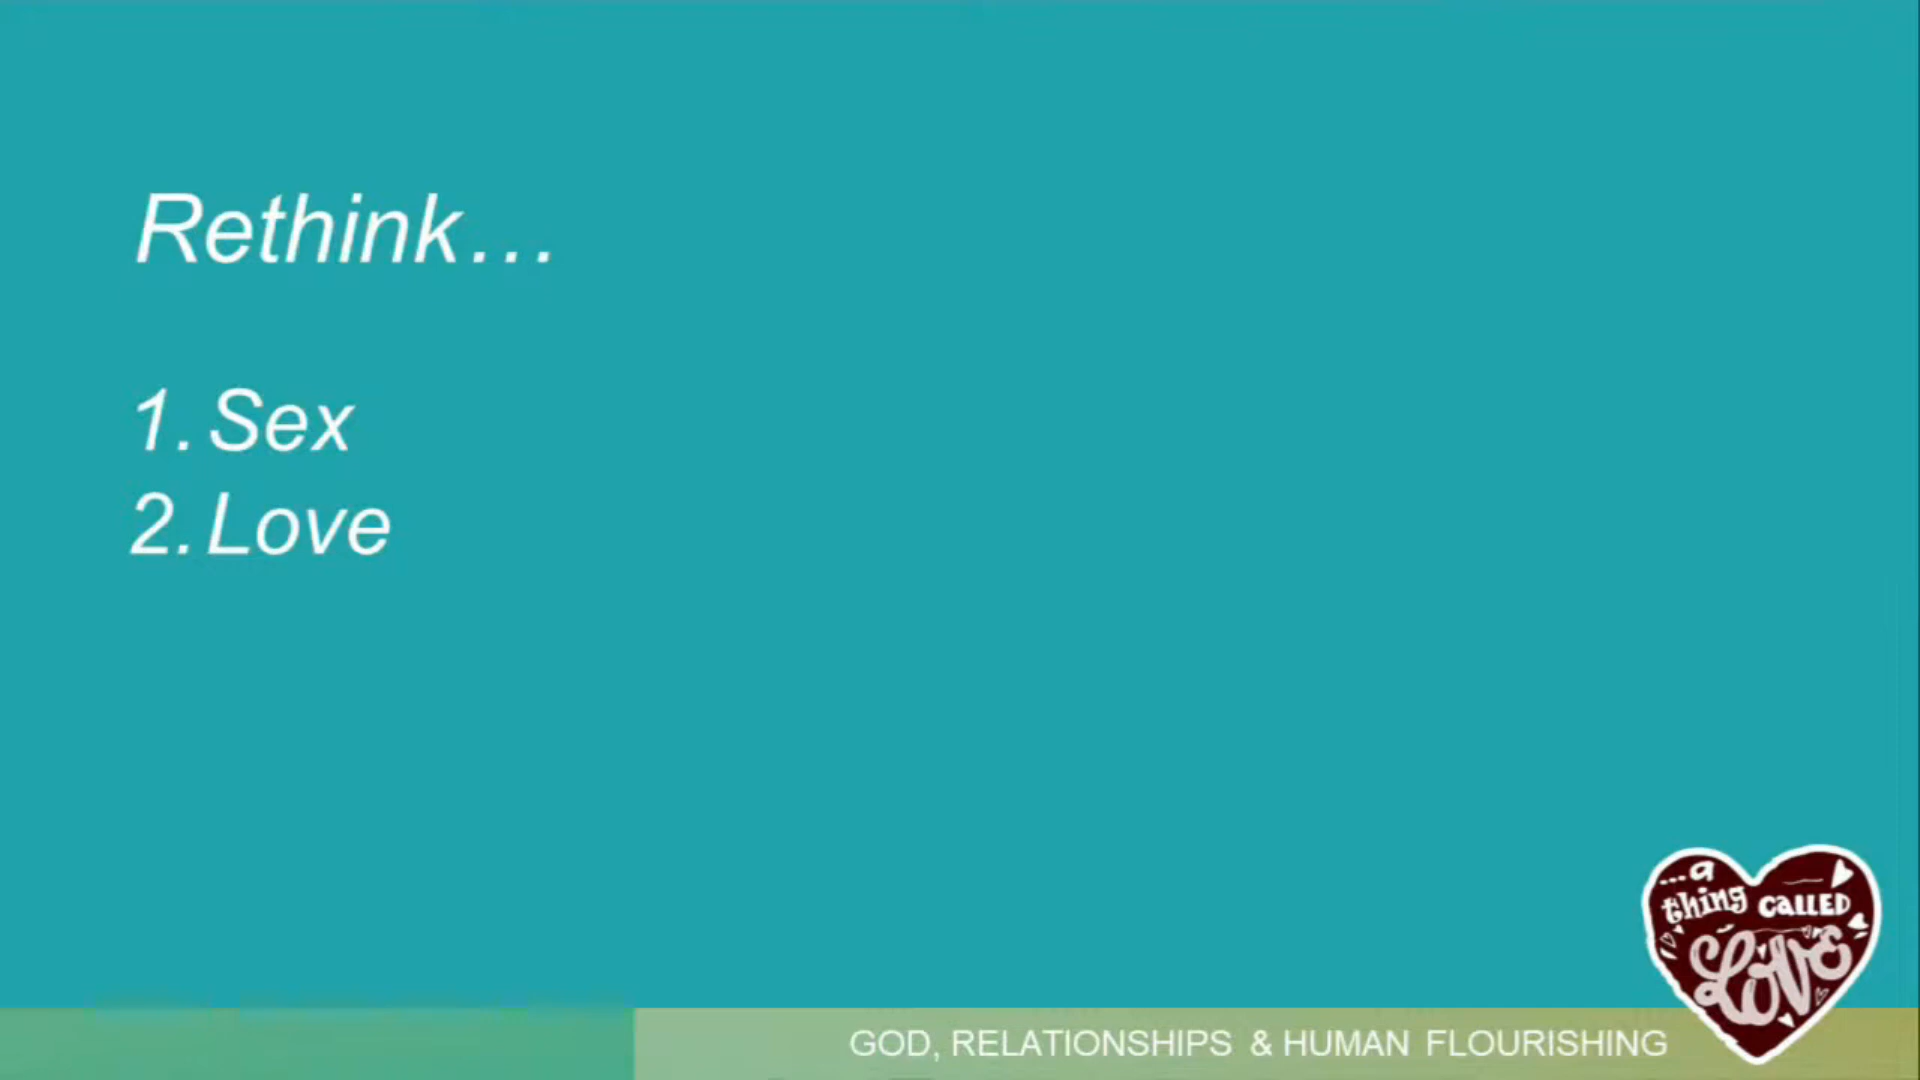 Rethink…
1. Sex
2. Love
...a
thing CALLED
LOVE
GOD, RELATIONSHIPS & HUMAN FLOURISHING